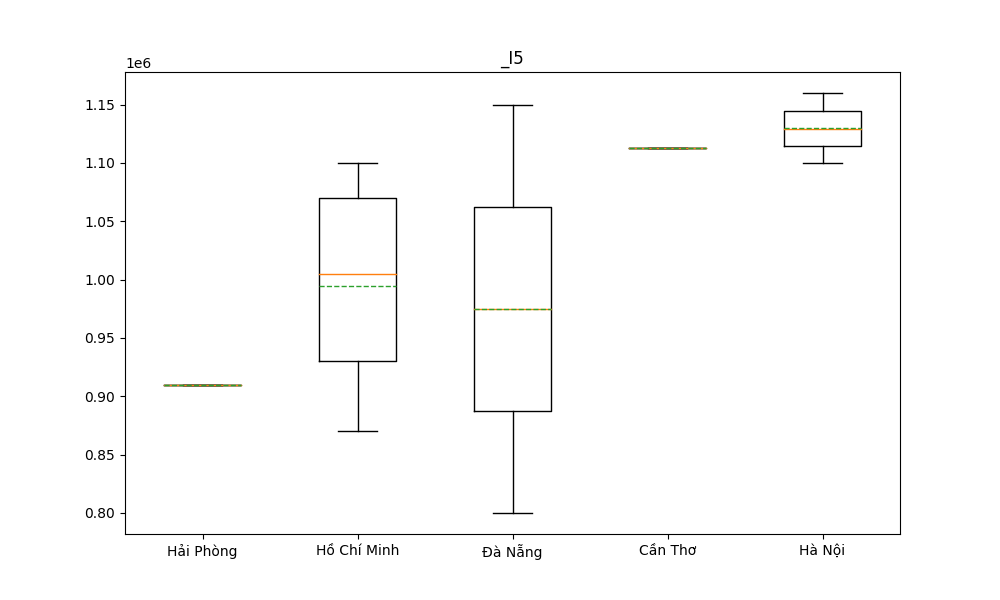 _I5
1e6
1.15
1.10
1.05
1.00
0.95
0.90
0.85
0.80
Hải Phòng
Hồ Chí Minh
Đà Nẵng
Cần Thơ
Hà Nội